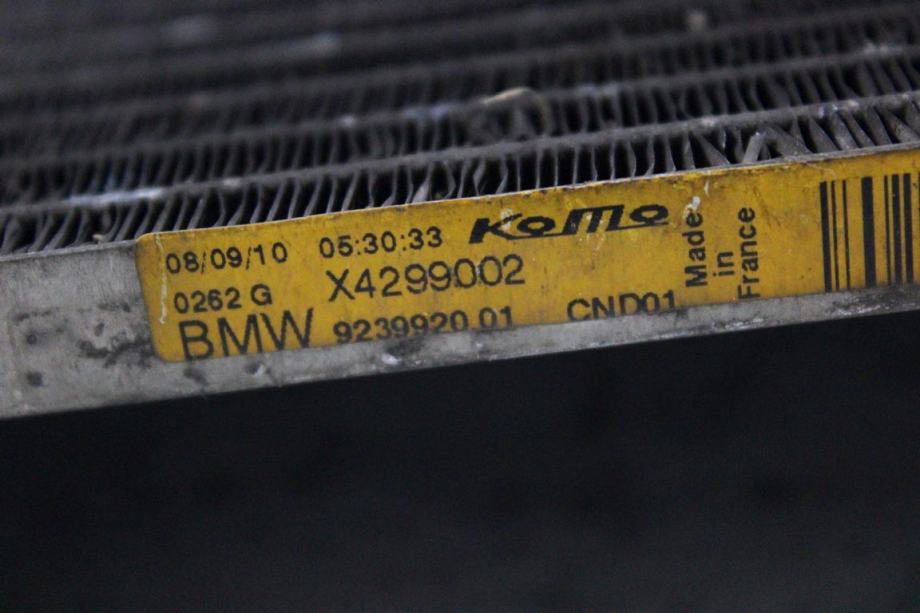 08/09/10 05:30:33 KoMo
0262 G X4299002
BMW 9239920.01 CND01
Made
in
France